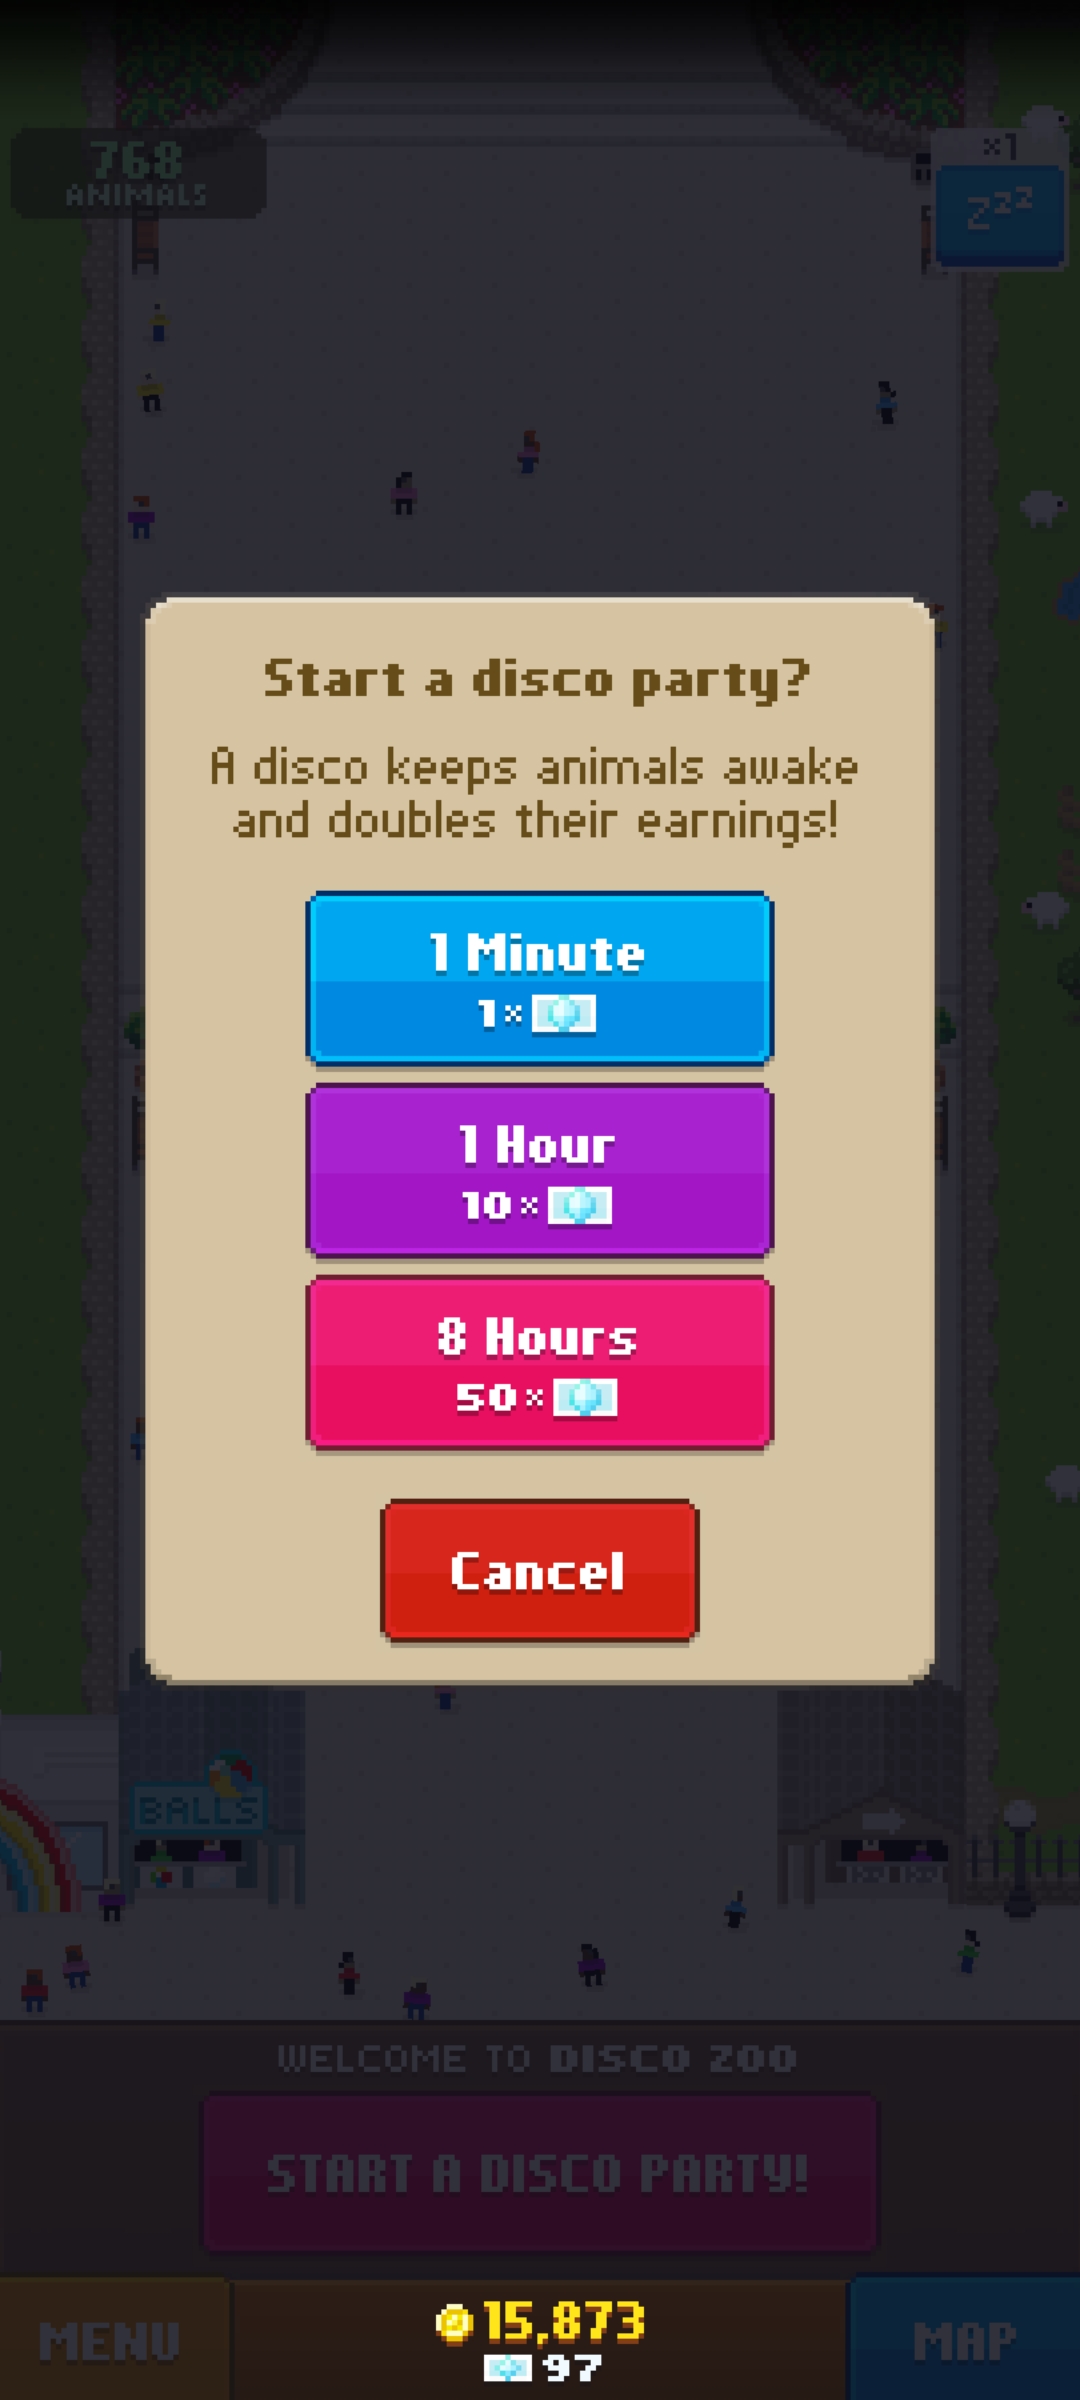 768
ANIMALS
×1
Zzz
Start a disco party?
A disco keeps animals awake
and doubles their earnings!
1 Minute
1×
1 Hour
10×
8 Hours
50×
Cancel
BALLS
WELCOME TO DISCO ZOO
START A DISCO PARTY!
MENU
15,873
97
MAP